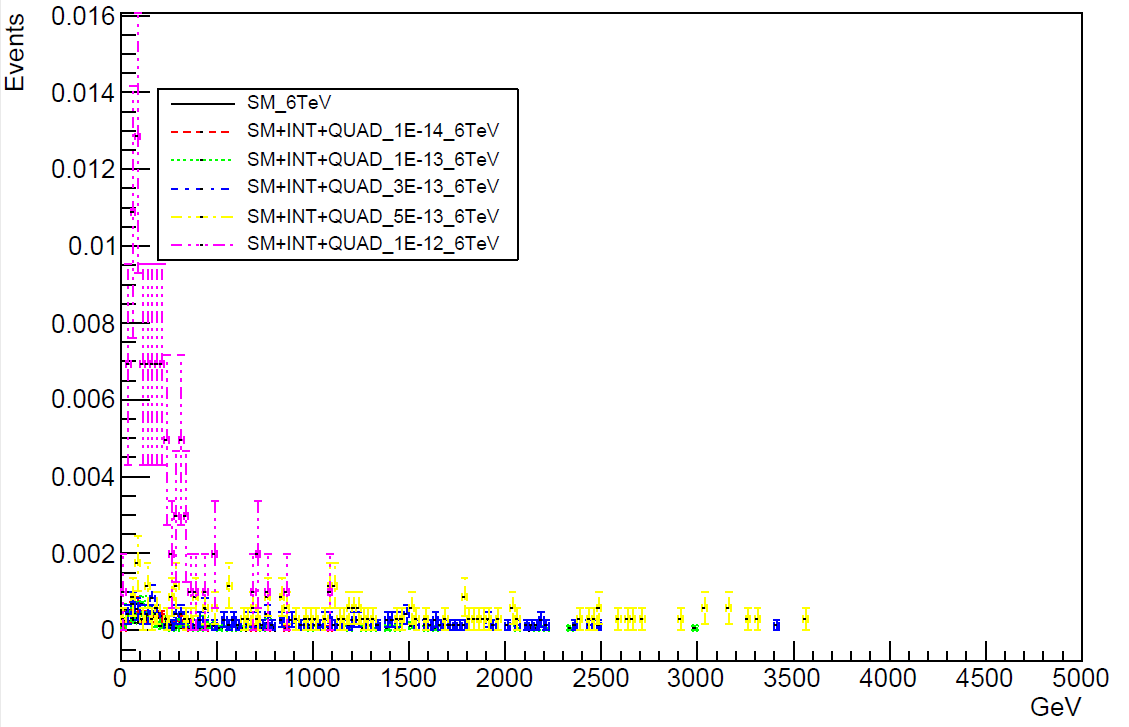 Events
0.016
0.014
0.012
0.01
0.008
0.006
0.004
0.002
0
SM_6TeV
SM+INT+QUAD_1E-14_6TeV
SM+INT+QUAD_1E-13_6TeV
SM+INT+QUAD_3E-13_6TeV
SM+INT+QUAD_5E-13_6TeV
SM+INT+QUAD_1E-12_6TeV
0 500 1000 1500 2000 2500 3000 3500 4000 4500 5000
GeV